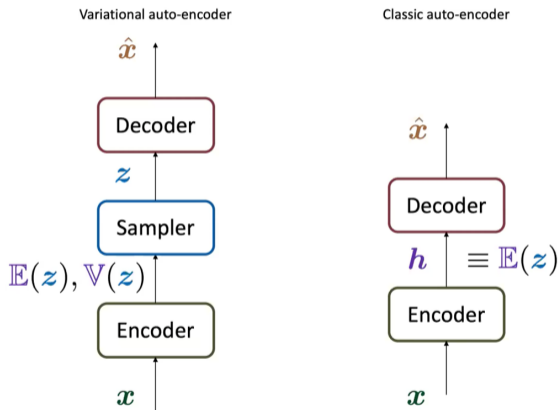 Variational auto-encoder
x̂
Decoder
z
Sampler
𝔼(z), 𝕍(z)
Encoder
x
Classic auto-encoder
x̂
Decoder
h ≡ 𝔼(z)
Encoder
x